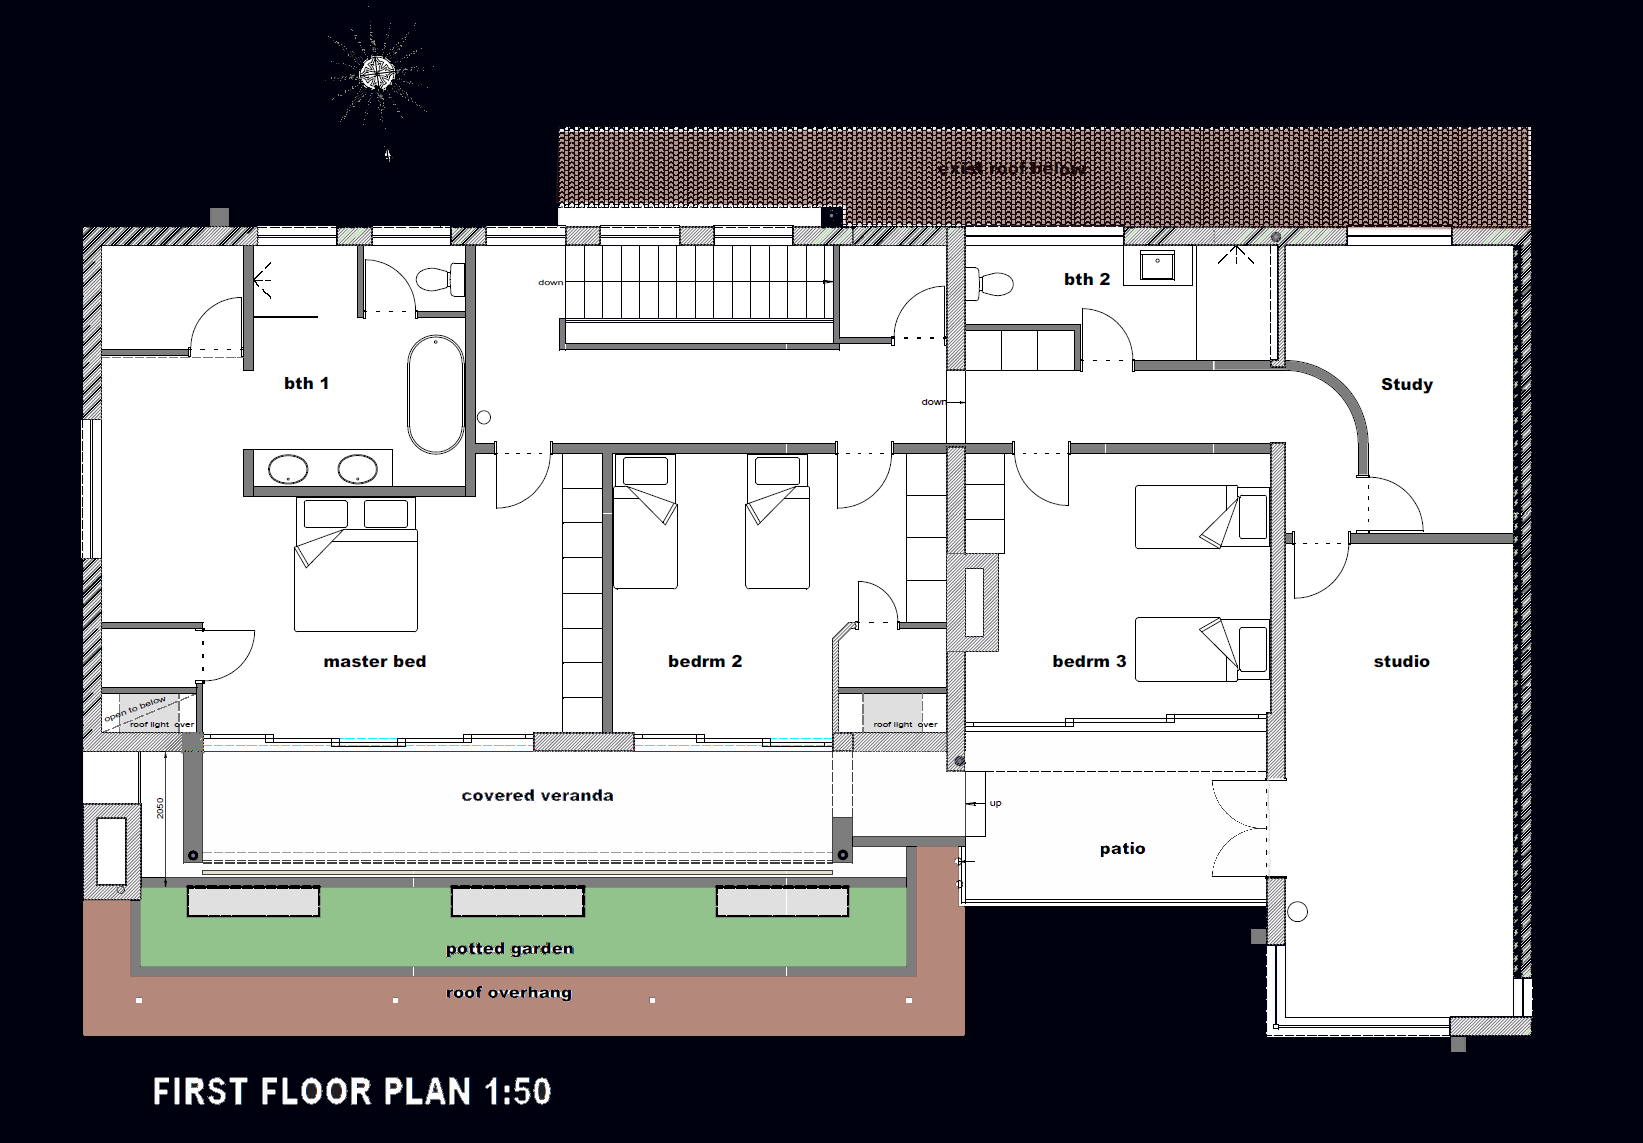 exist roof below
down
bth 2
bth 1
Study
down
master bed
bedrm 2
bedrm 3
studio
open to below
roof light over
roof light over
covered veranda
2050
up
patio
potted garden
roof overhang
FIRST FLOOR PLAN 1:50